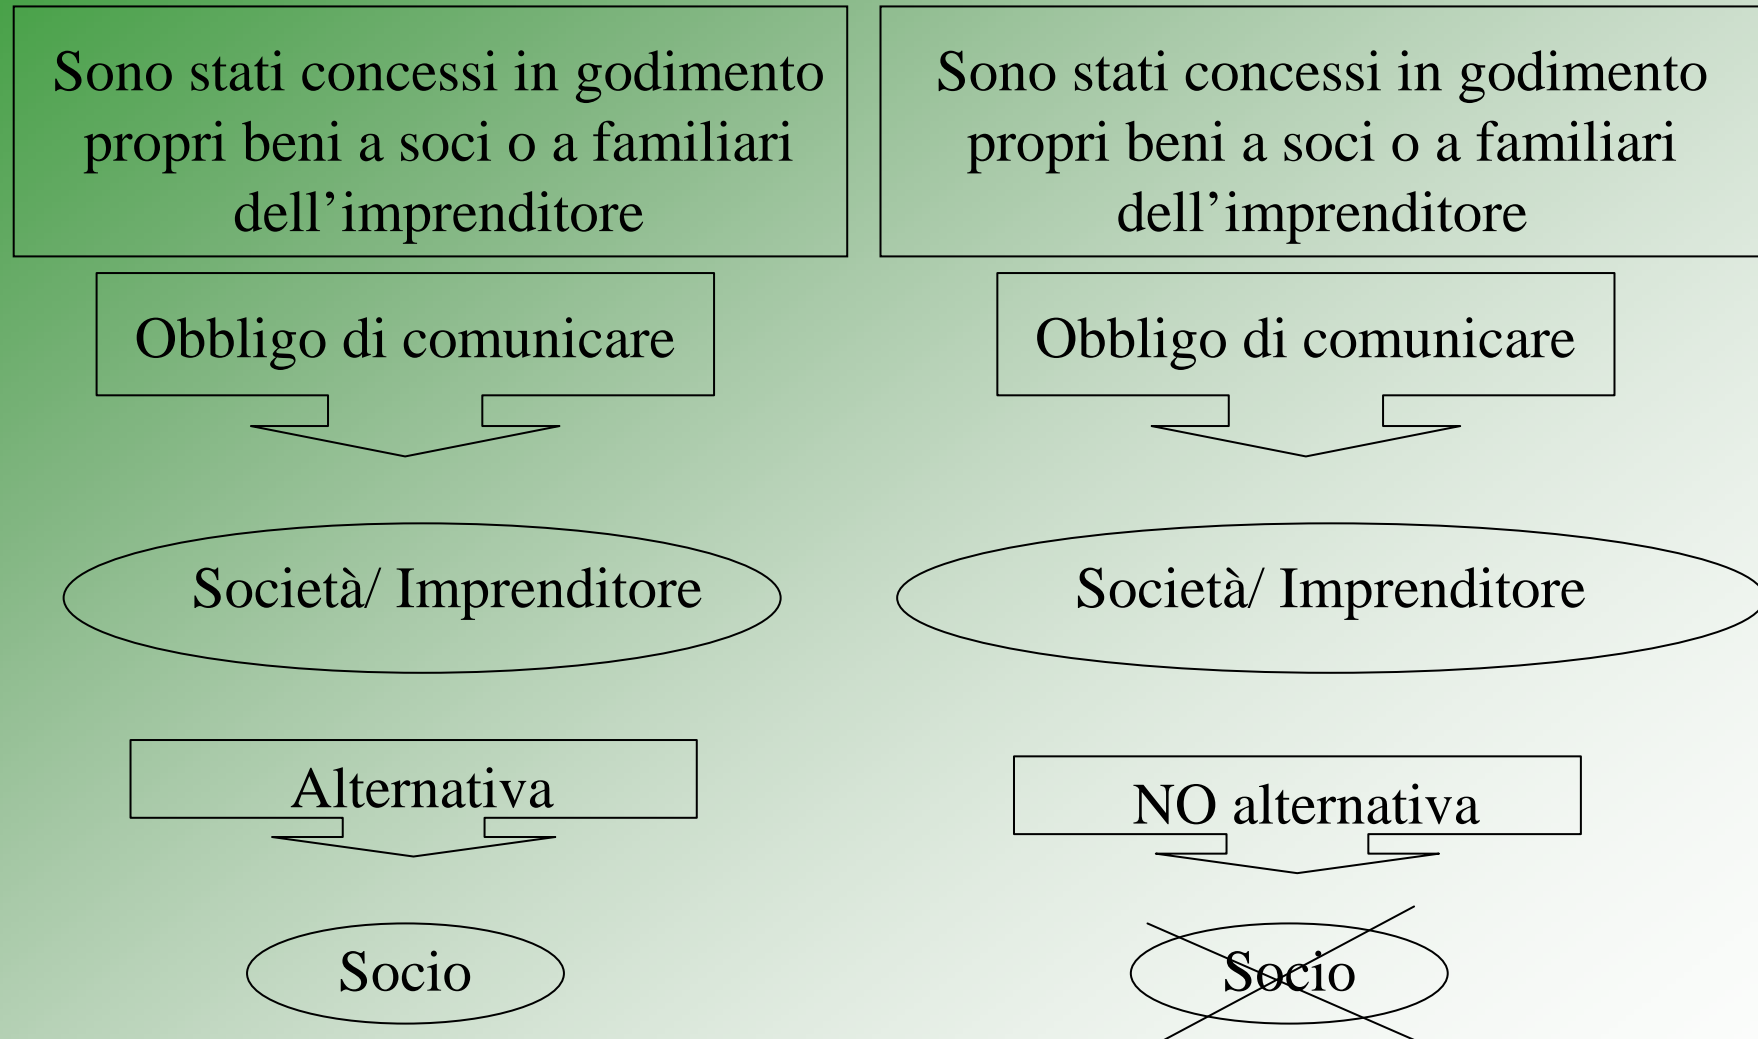 Sono stati concessi in godimento
propri beni a soci o a familiari
dell’imprenditore
Obbligo di comunicare
Società/ Imprenditore
Alternativa
Socio
Sono stati concessi in godimento
propri beni a soci o a familiari
dell’imprenditore
Obbligo di comunicare
Società/ Imprenditore
NO alternativa
Socio